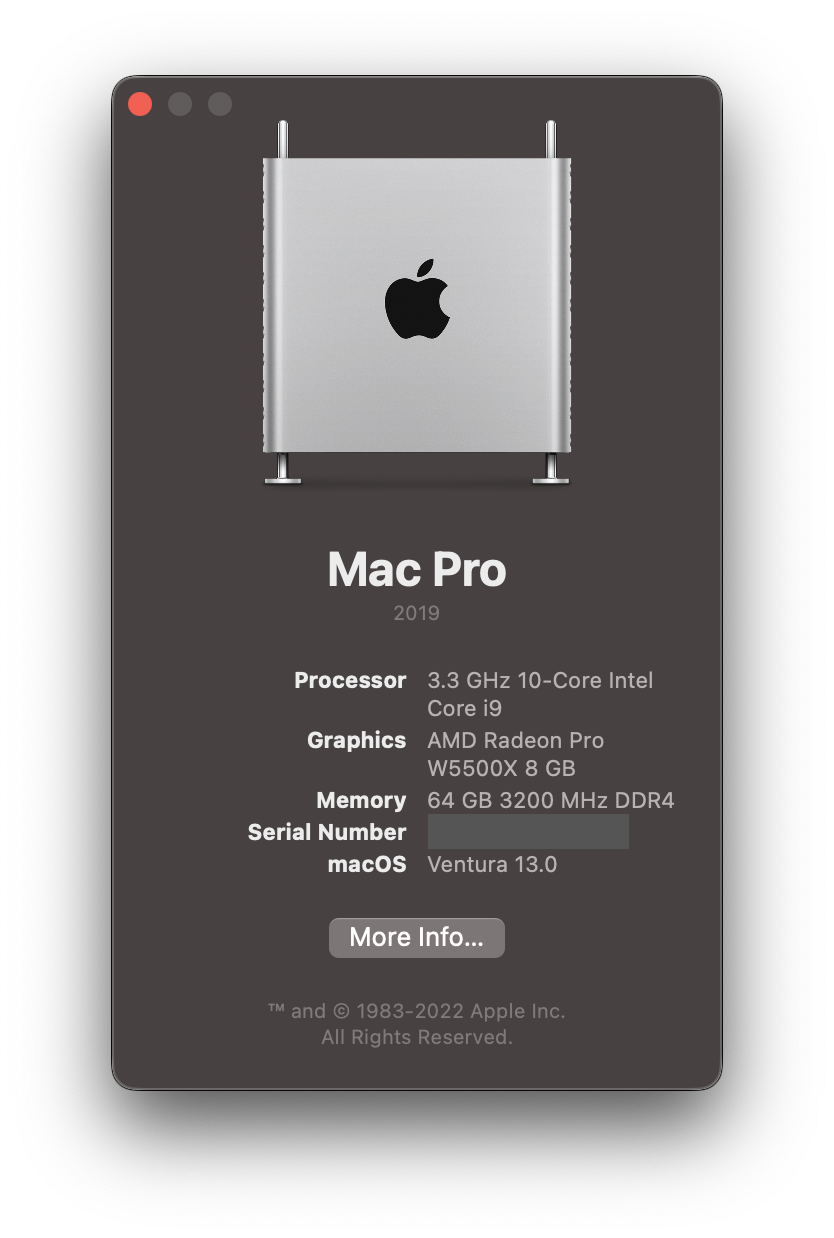 Mac Pro
2019
Processor 3.3 GHz 10-Core Intel
Core i9
Graphics AMD Radeon Pro
W5500X 8 GB
Memory 64 GB 3200 MHz DDR4
Serial Number
macOS Ventura 13.0
More Info...
™ and © 1983-2022 Apple Inc.
All Rights Reserved.